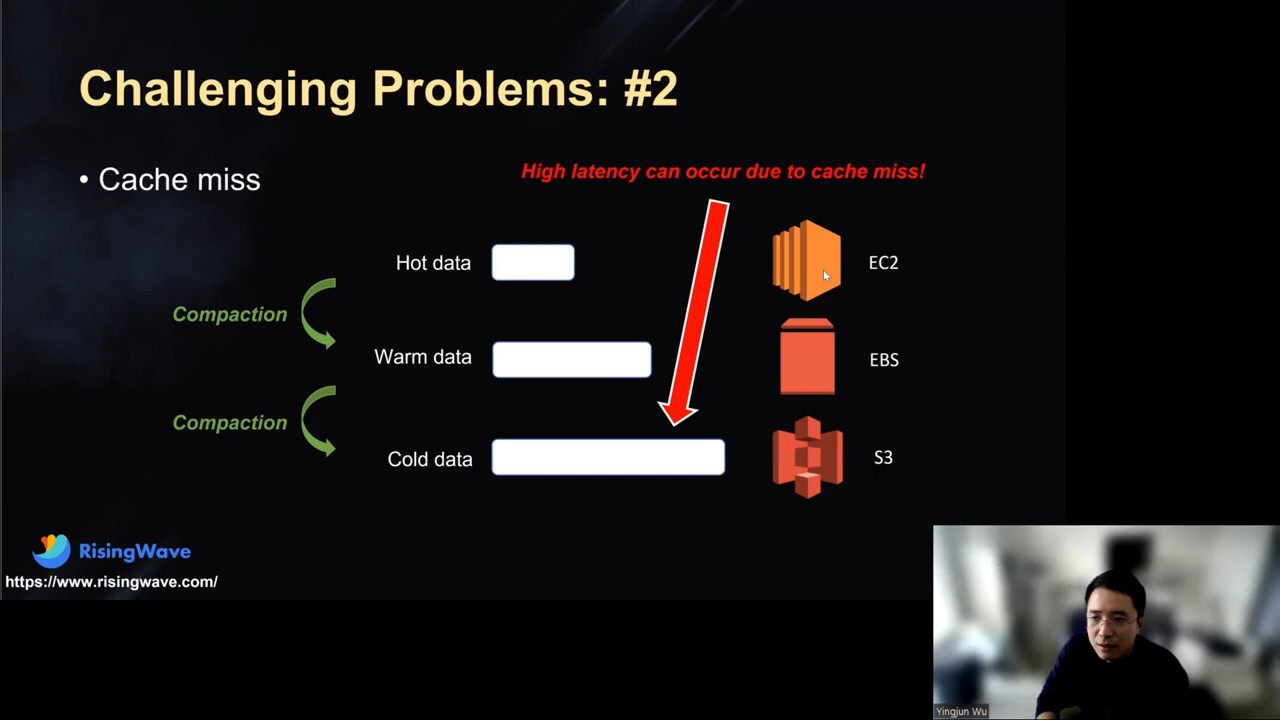 Challenging Problems: #2
• Cache miss
High latency can occur due to cache miss!
Hot data
EC2
Compaction
Warm data
EBS
Compaction
Cold data
S3
RisingWave
https://www.risingwave.com/
Yingjun Wu